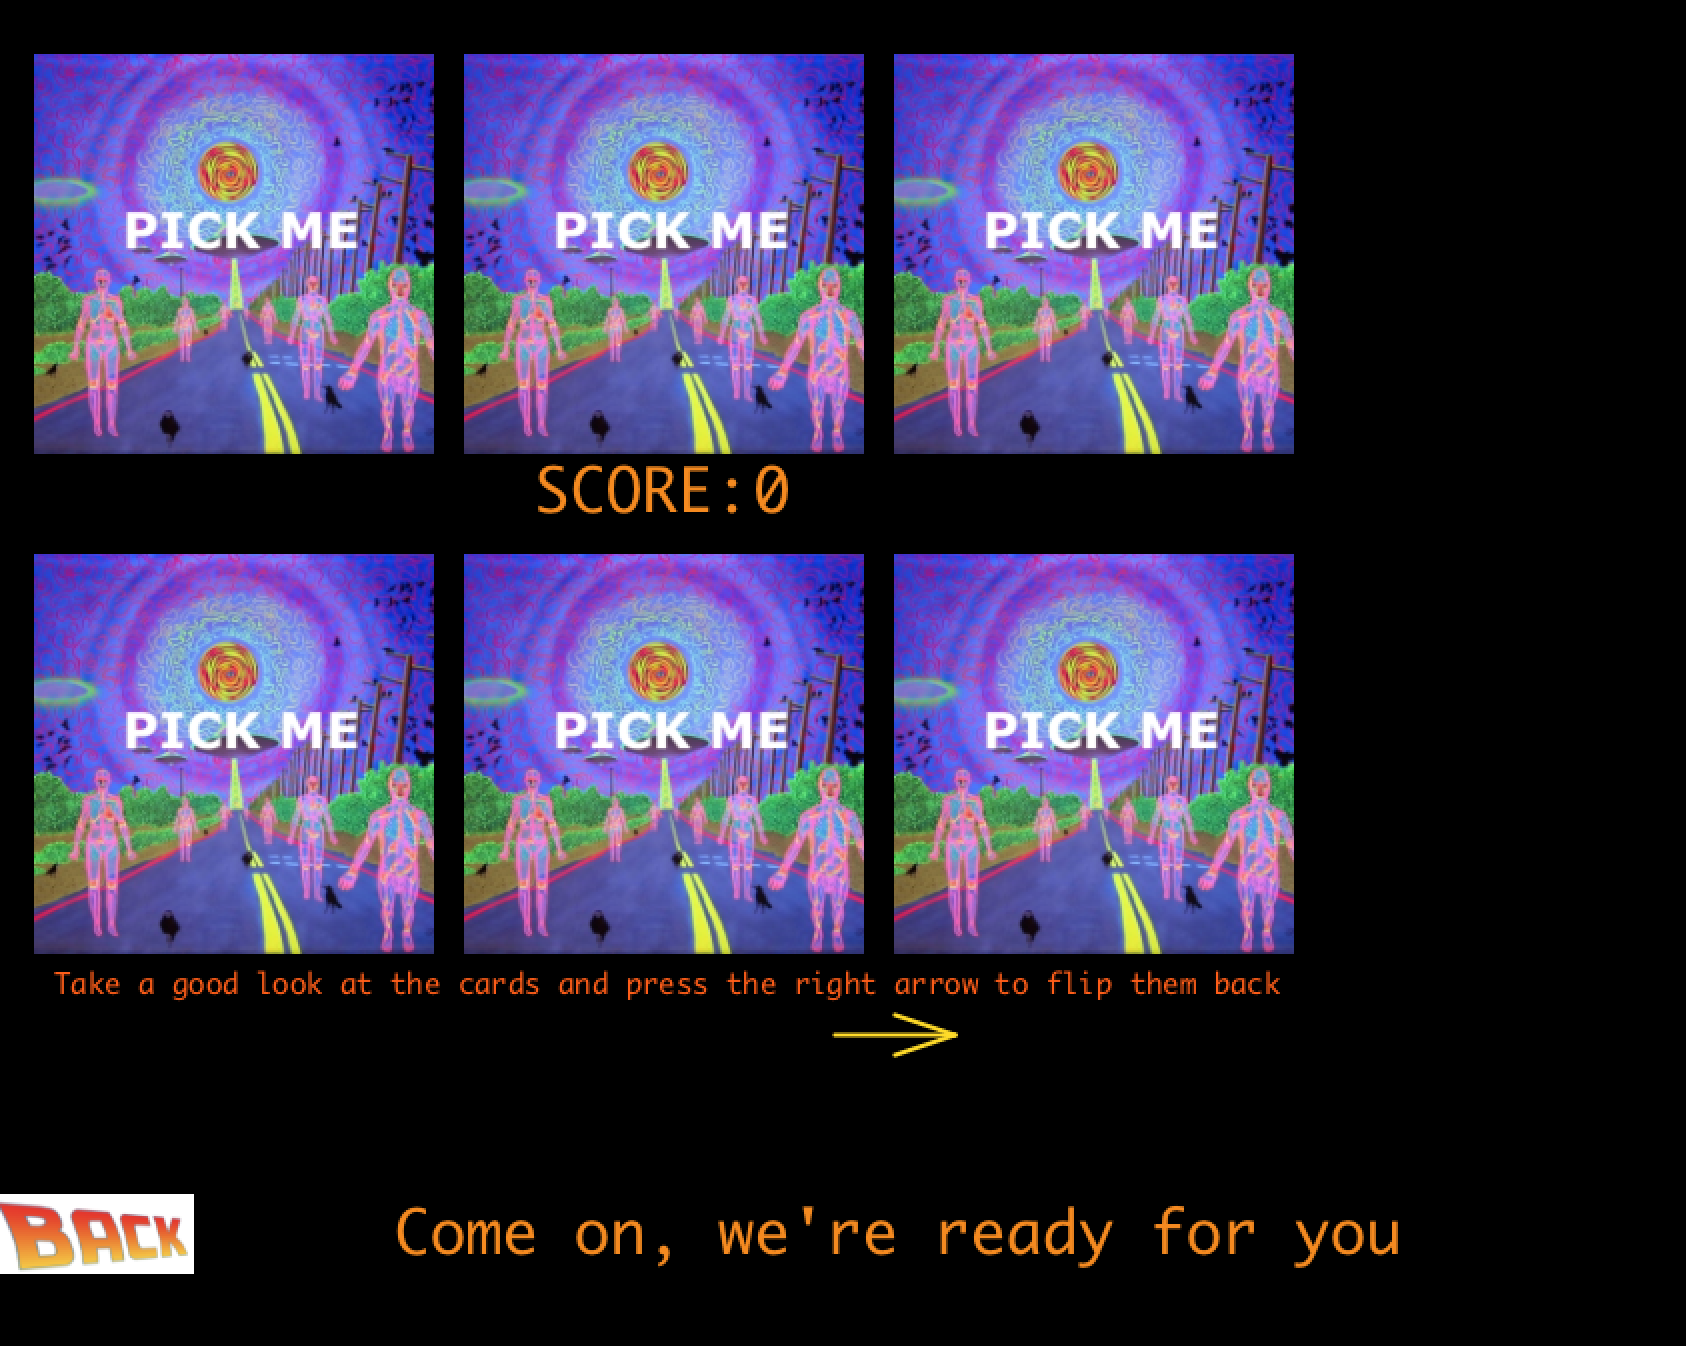 PICK ME PICK ME PICK ME
SCORE:0
PICK ME PICK ME PICK ME
Take a good look at the cards and press the right arrow to flip them back
BACK
Come on, we're ready for you